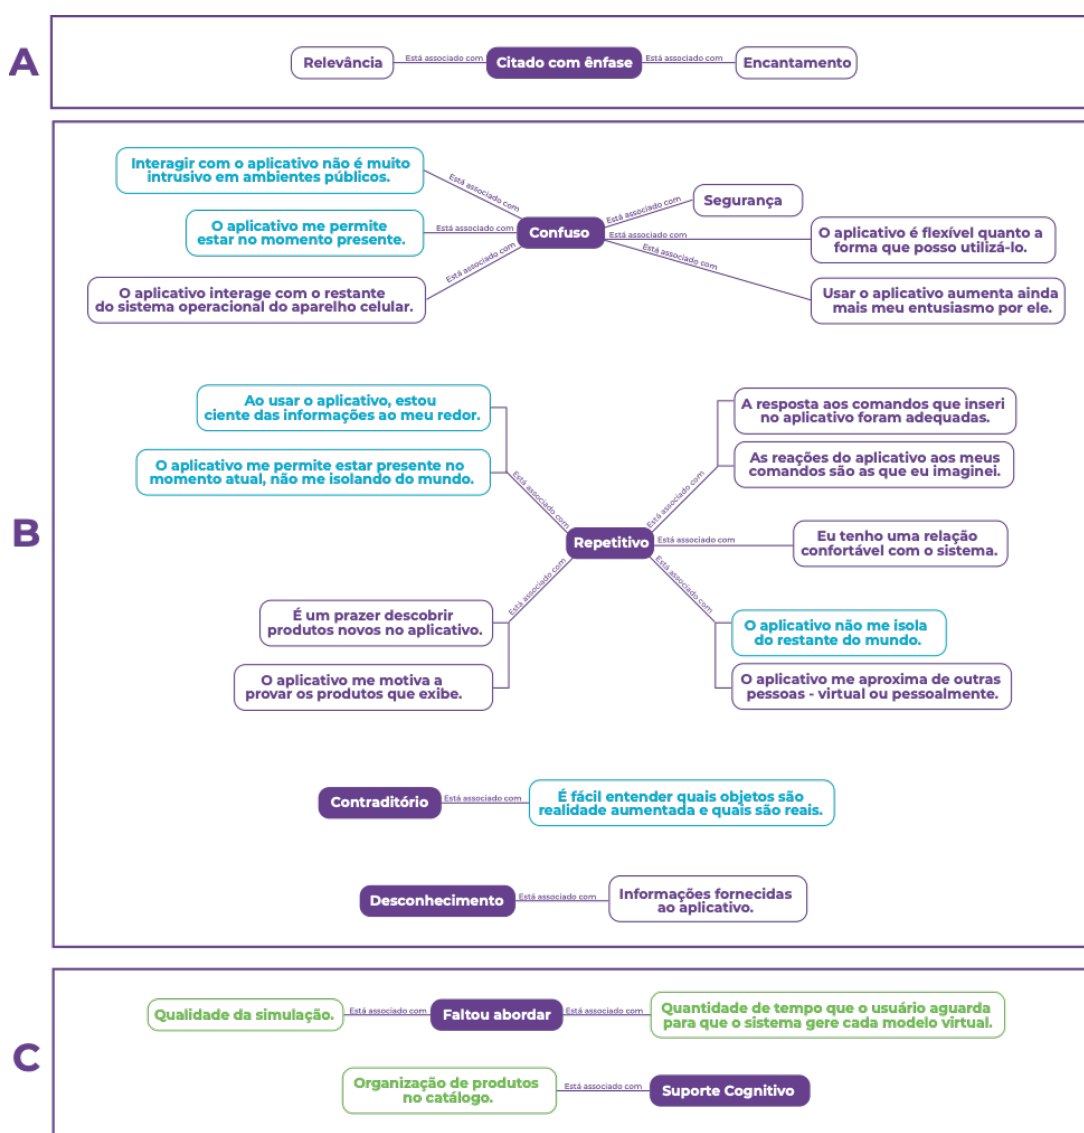 A
Relevância
Está associado com
Citado com ênfase
Está associado com
Encantamento
B
Interagir com o aplicativo não é muito
intrusivo em ambientes públicos.
Está associado com
O aplicativo me permite
estar no momento presente.
Está associado com
O aplicativo interage com o restante
do sistema operacional do aparelho celular.
Está associado com
Confuso
Está associado com
Segurança
Está associado com
O aplicativo é flexível quanto a
forma que posso utilizá-lo.
Está associado com
Usar o aplicativo aumenta ainda
mais meu entusiasmo por ele.
Ao usar o aplicativo, estou
ciente das informações ao meu redor.
O aplicativo me permite estar presente no
momento atual, não me isolando do mundo.
Está associado com
A resposta aos comandos que inseri
no aplicativo foram adequadas.
As reações do aplicativo aos meus
comandos são as que eu imaginei.
Está associado com
Repetitivo
Está associado com
Eu tenho uma relação
confortável com o sistema.
Está associado com
É um prazer descobrir
produtos novos no aplicativo.
O aplicativo me motiva a
provar os produtos que exibe.
Está associado com
O aplicativo não me isola
do restante do mundo.
O aplicativo me aproxima de outras
pessoas - virtual ou pessoalmente.
Contraditório
Está associado com
É fácil entender quais objetos são
realidade aumentada e quais são reais.
Desconhecimento
Está associado com
Informações fornecidas
ao aplicativo.
C
Qualidade da simulação.
Está associado com
Faltou abordar
Está associado com
Quantidade de tempo que o usuário aguarda
para que o sistema gere cada modelo virtual.
Organização de produtos
no catálogo.
Está associado com
Suporte Cognitivo